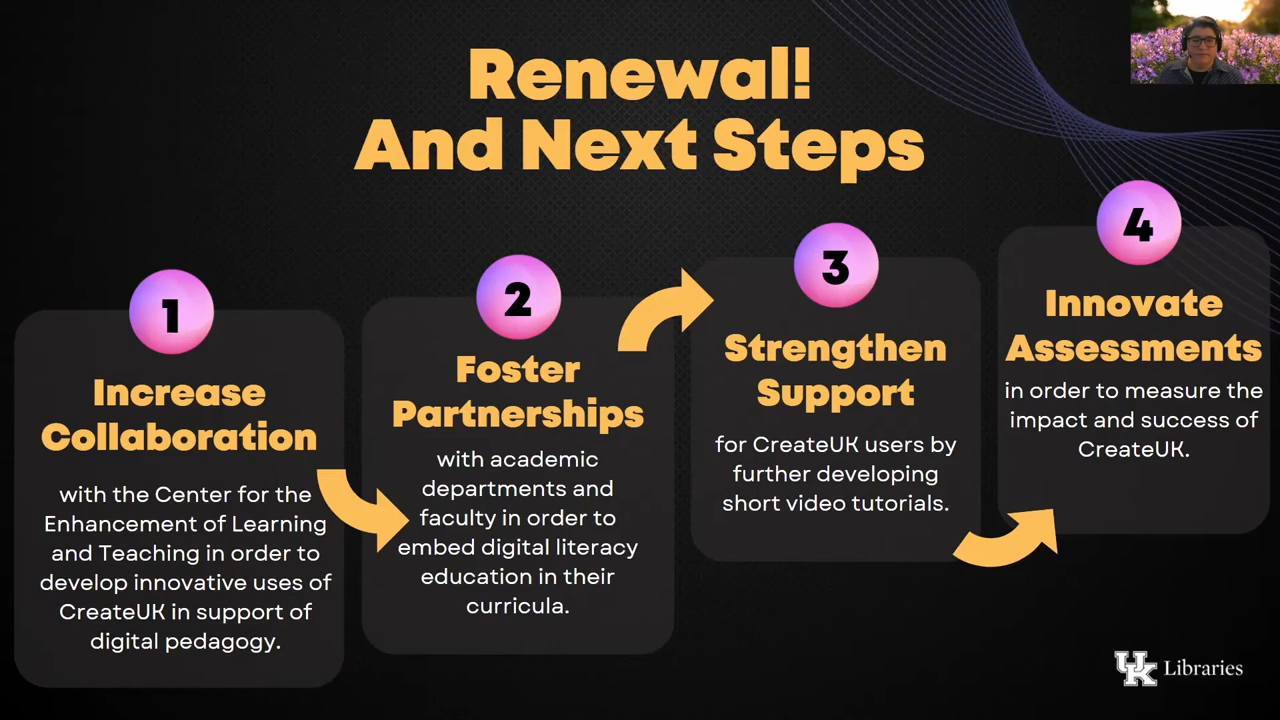 Renewal!
And Next Steps
1
Increase
Collaboration
with the Center for the
Enhancement of Learning
and Teaching in order to
develop innovative uses of
CreateUK in support of
digital pedagogy.
2
Foster
Partnerships
with academic
departments and
faculty in order to
embed digital literacy
education in their
curricula.
3
Strengthen
Support
for CreateUK users by
further developing
short video tutorials.
4
Innovate
Assessments
in order to measure the
impact and success of
CreateUK.
UK Libraries